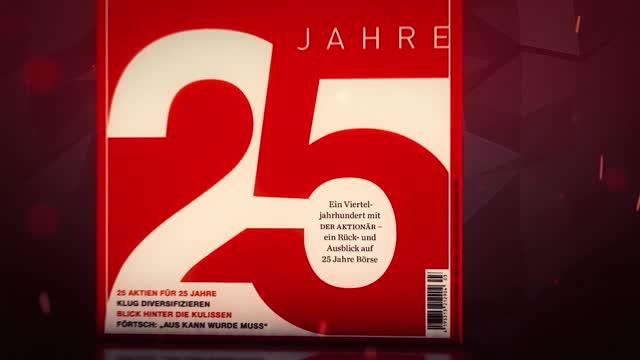 JAHRE
25
Ein Viertel-
jahrhundert mit
DER AKTIONÄR –
ein Rück- und
Ausblick auf
25 Jahre Börse
25 AKTIEN FÜR 25 JAHRE
KLUG DIVERSIFIZIEREN
BLICK HINTER DIE KULISSEN
FÖRTSCH: „AUS KANN WURDE MUSS“